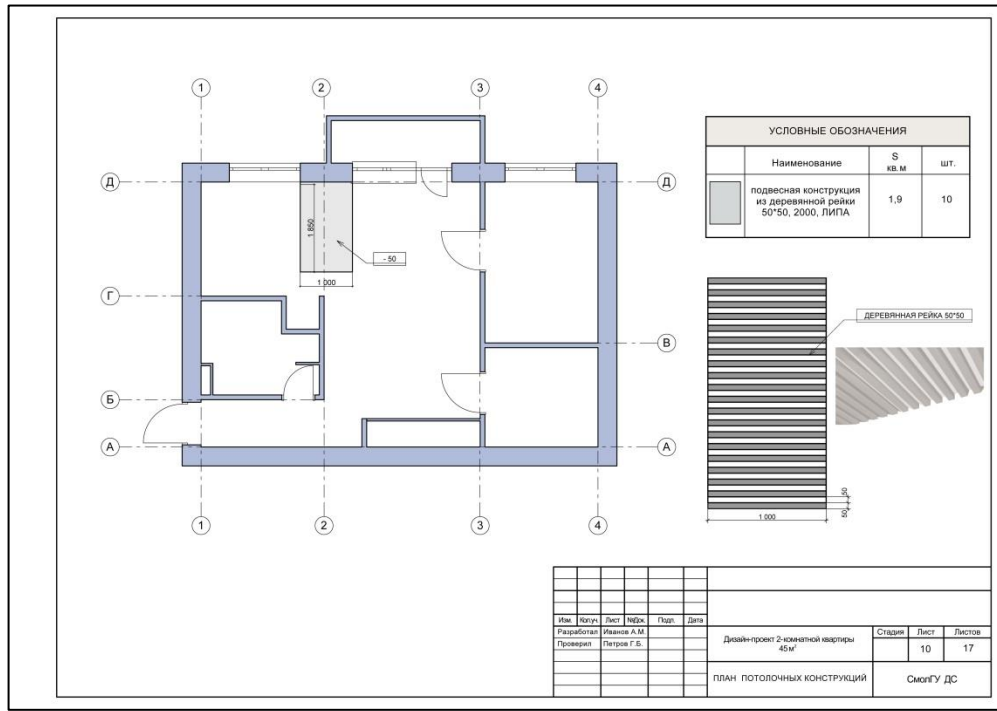 1
2
3
4
Д
Д
1 850
- 50
1 000
Г
В
Б
А
А
1
2
3
4
УСЛОВНЫЕ ОБОЗНАЧЕНИЯ
Наименование
S
кв. м
шт.
подвесная конструкция
из деревянной рейки
50*50, 2000, ЛИПА
1,9
10
ДЕРЕВЯННАЯ РЕЙКА 50*50
50
50
1 000
Изм. Кол.уч. Лист №Док. Подп. Дата
Разработал Иванов А.М.
Проверил Петров Г.Б.
Дизайн-проект 2-комнатной квартиры
45 м²
Стадия Лист Листов
10 17
ПЛАН ПОТОЛОЧНЫХ КОНСТРУКЦИЙ
СмолГУ ДС